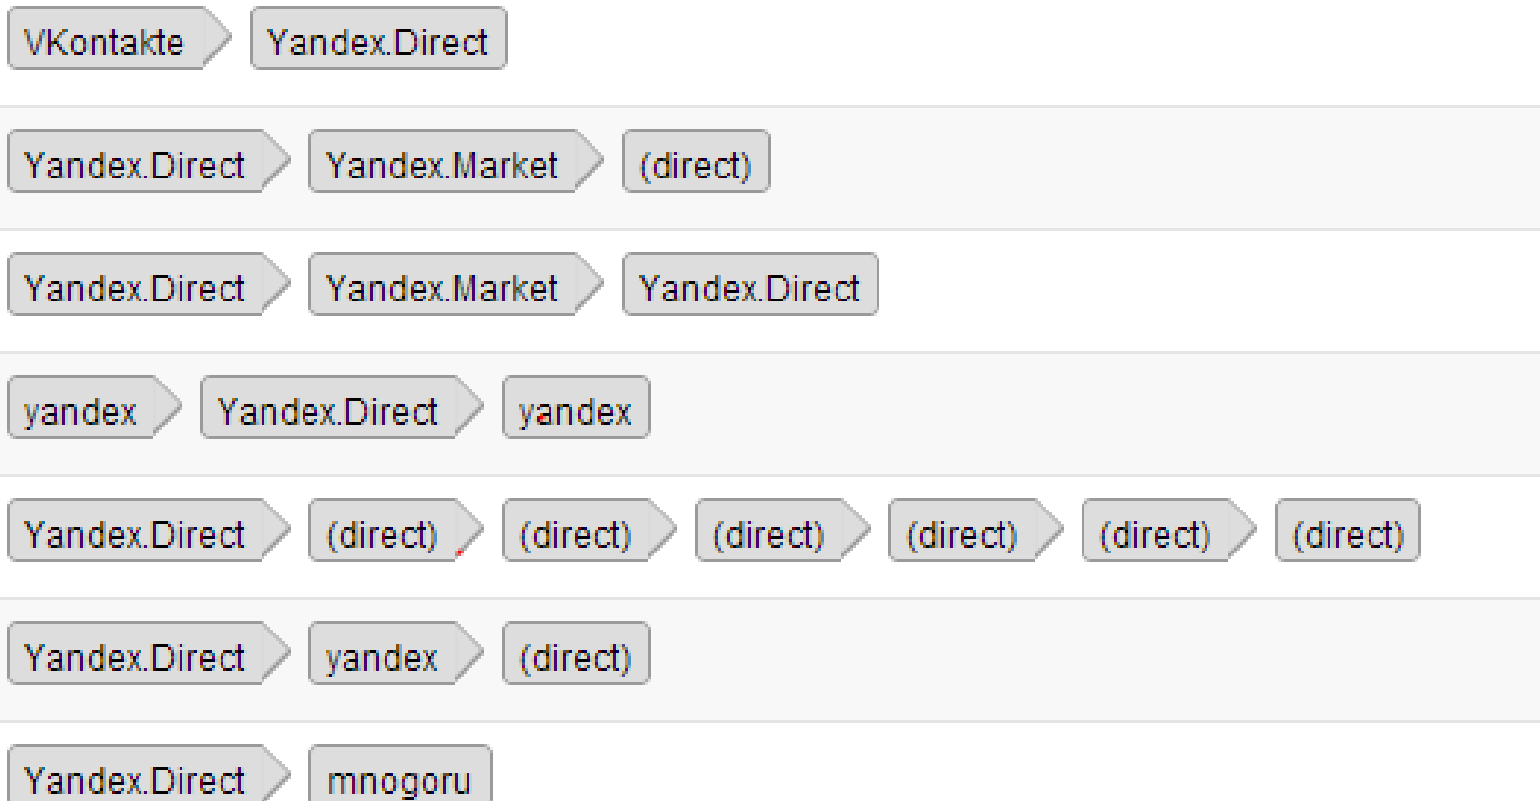 VKontakte Yandex.Direct
Yandex.Direct Yandex.Market (direct)
Yandex.Direct Yandex.Market Yandex.Direct
yandex Yandex.Direct yandex
Yandex.Direct (direct) (direct) (direct) (direct) (direct) (direct)
Yandex.Direct yandex (direct)
Yandex.Direct mnogoru